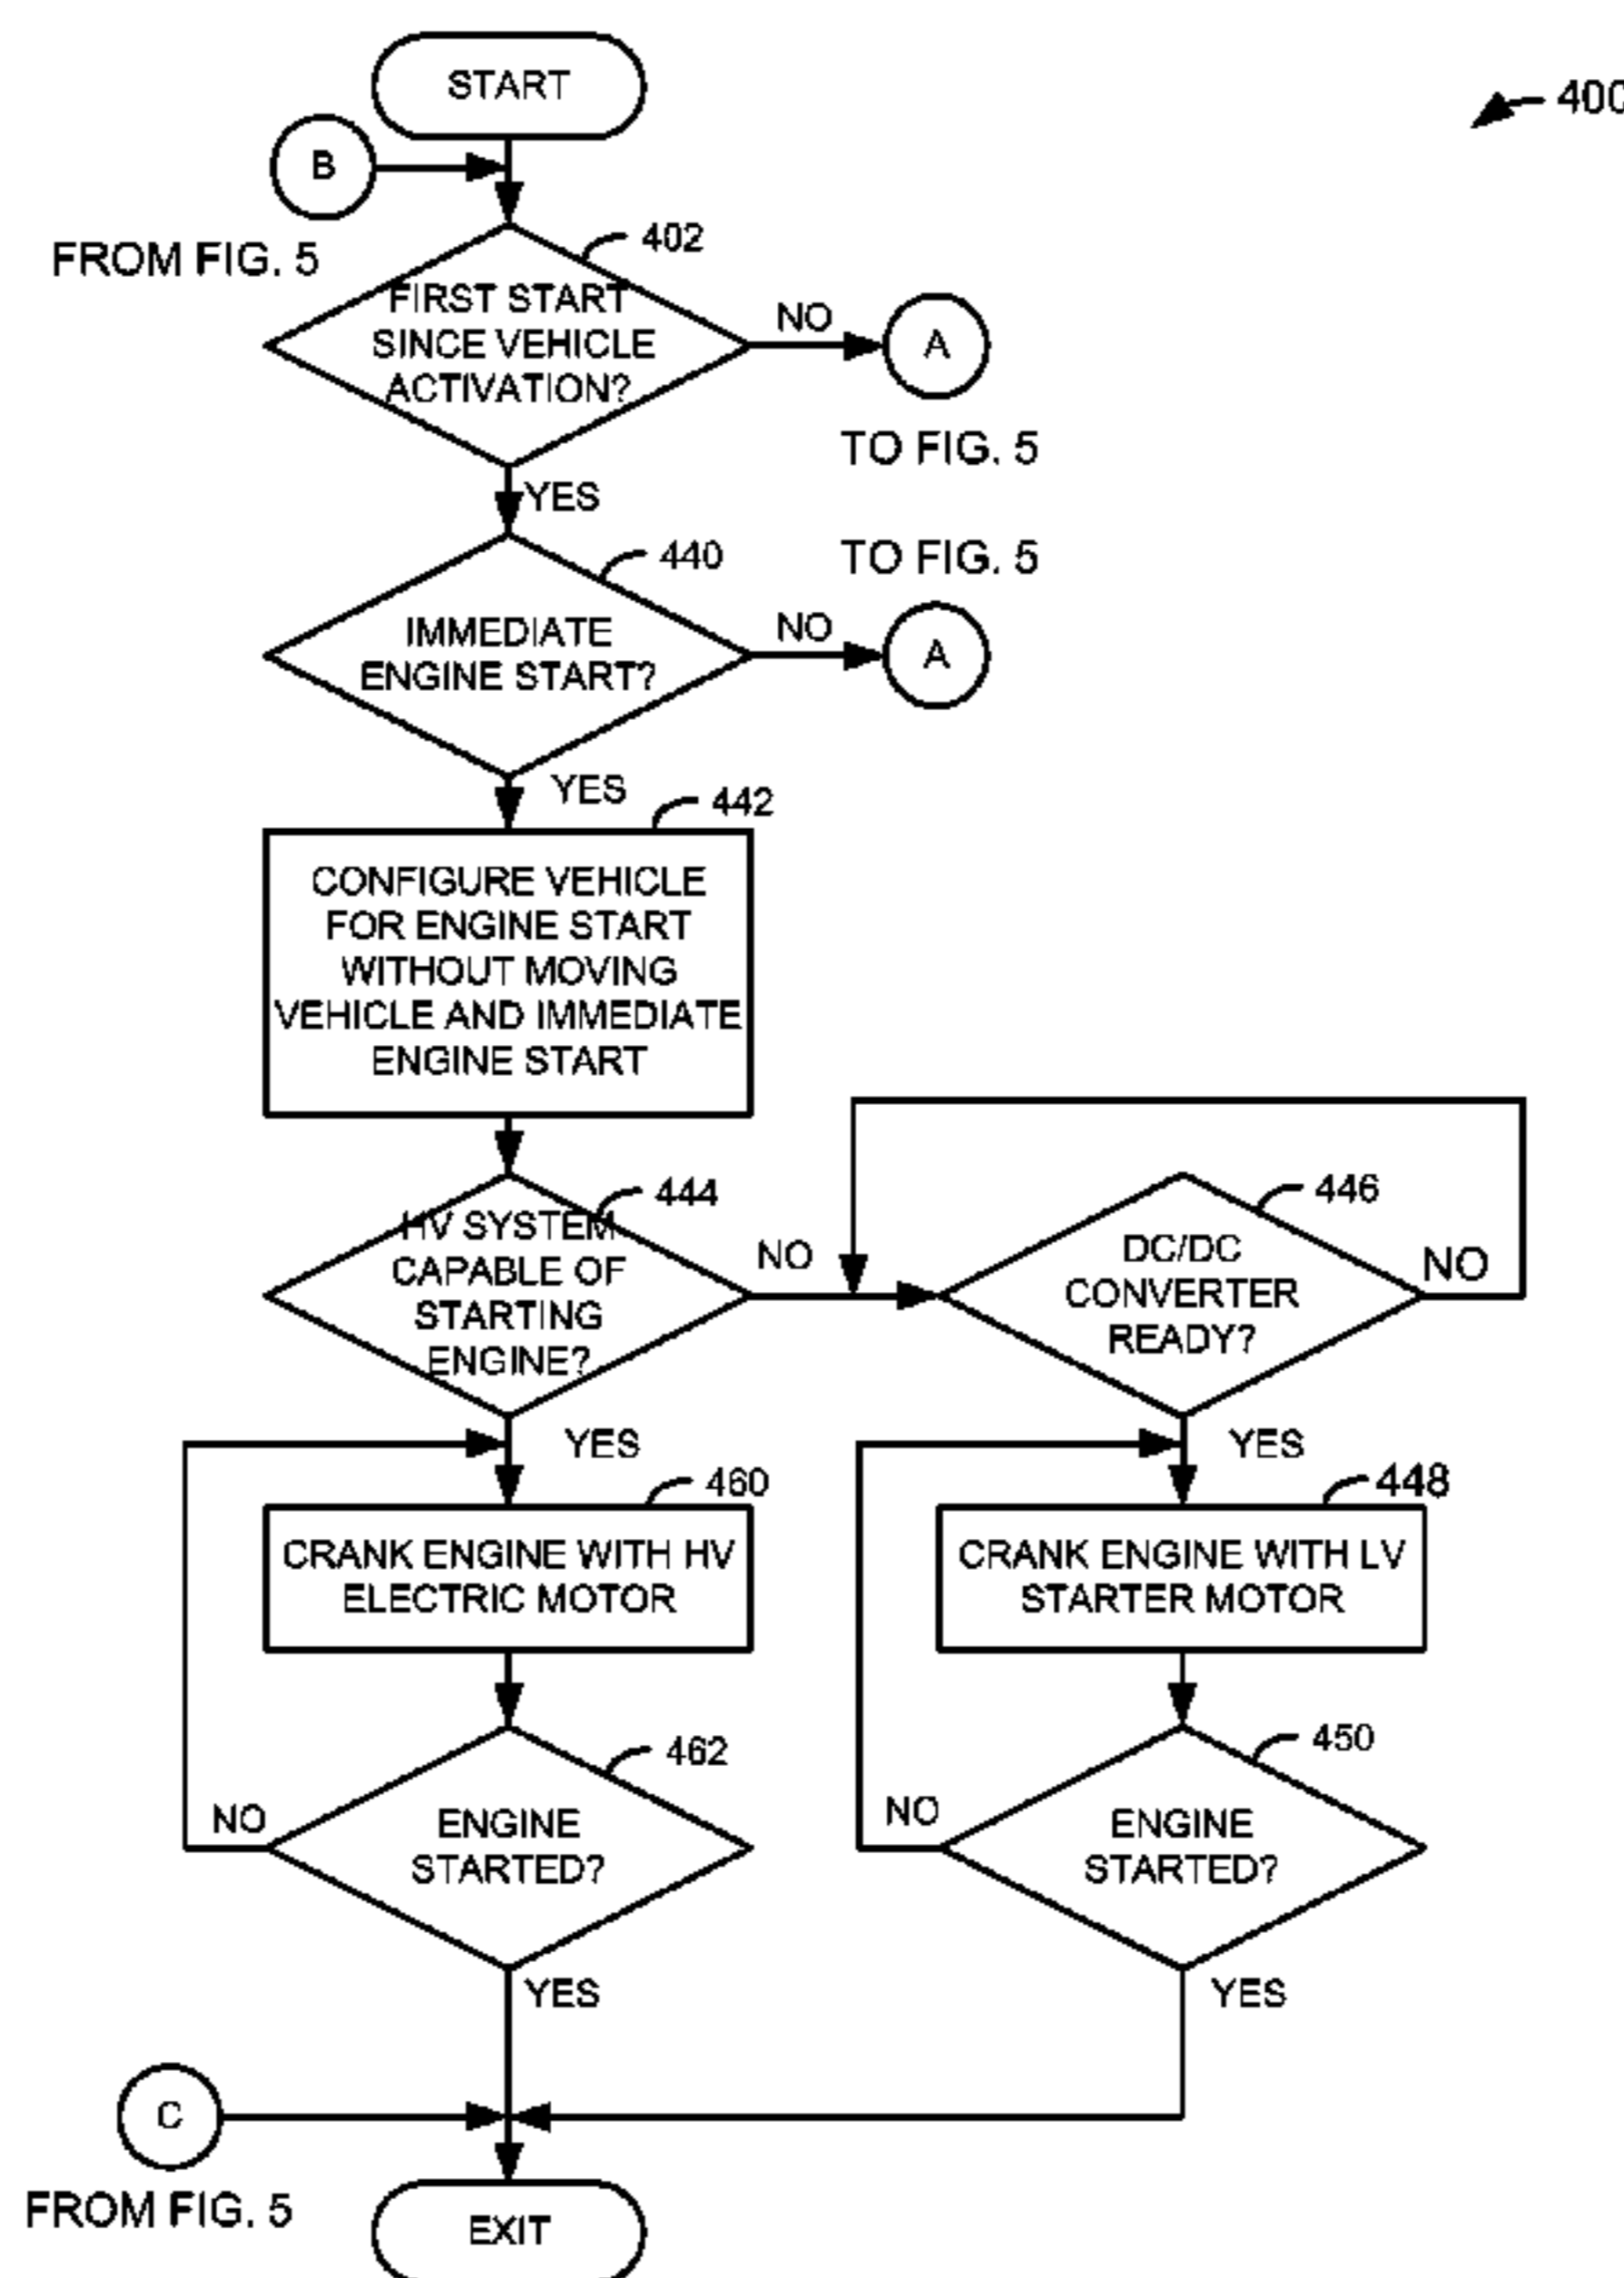 START
400
B
FROM FIG. 5
402
FIRST START
SINCE VEHICLE
ACTIVATION?
NO
A
TO FIG. 5
YES
440
TO FIG. 5
IMMEDIATE
ENGINE START?
NO
A
YES
442
CONFIGURE VEHICLE
FOR ENGINE START
WITHOUT MOVING
VEHICLE AND IMMEDIATE
ENGINE START
444
HV SYSTEM
CAPABLE OF
STARTING
ENGINE?
NO
446
DC/DC
CONVERTER
READY?
NO
YES
YES
460
CRANK ENGINE WITH HV
ELECTRIC MOTOR
448
CRANK ENGINE WITH LV
STARTER MOTOR
462
ENGINE
STARTED?
NO
450
ENGINE
STARTED?
NO
YES
YES
C
FROM FIG. 5
EXIT